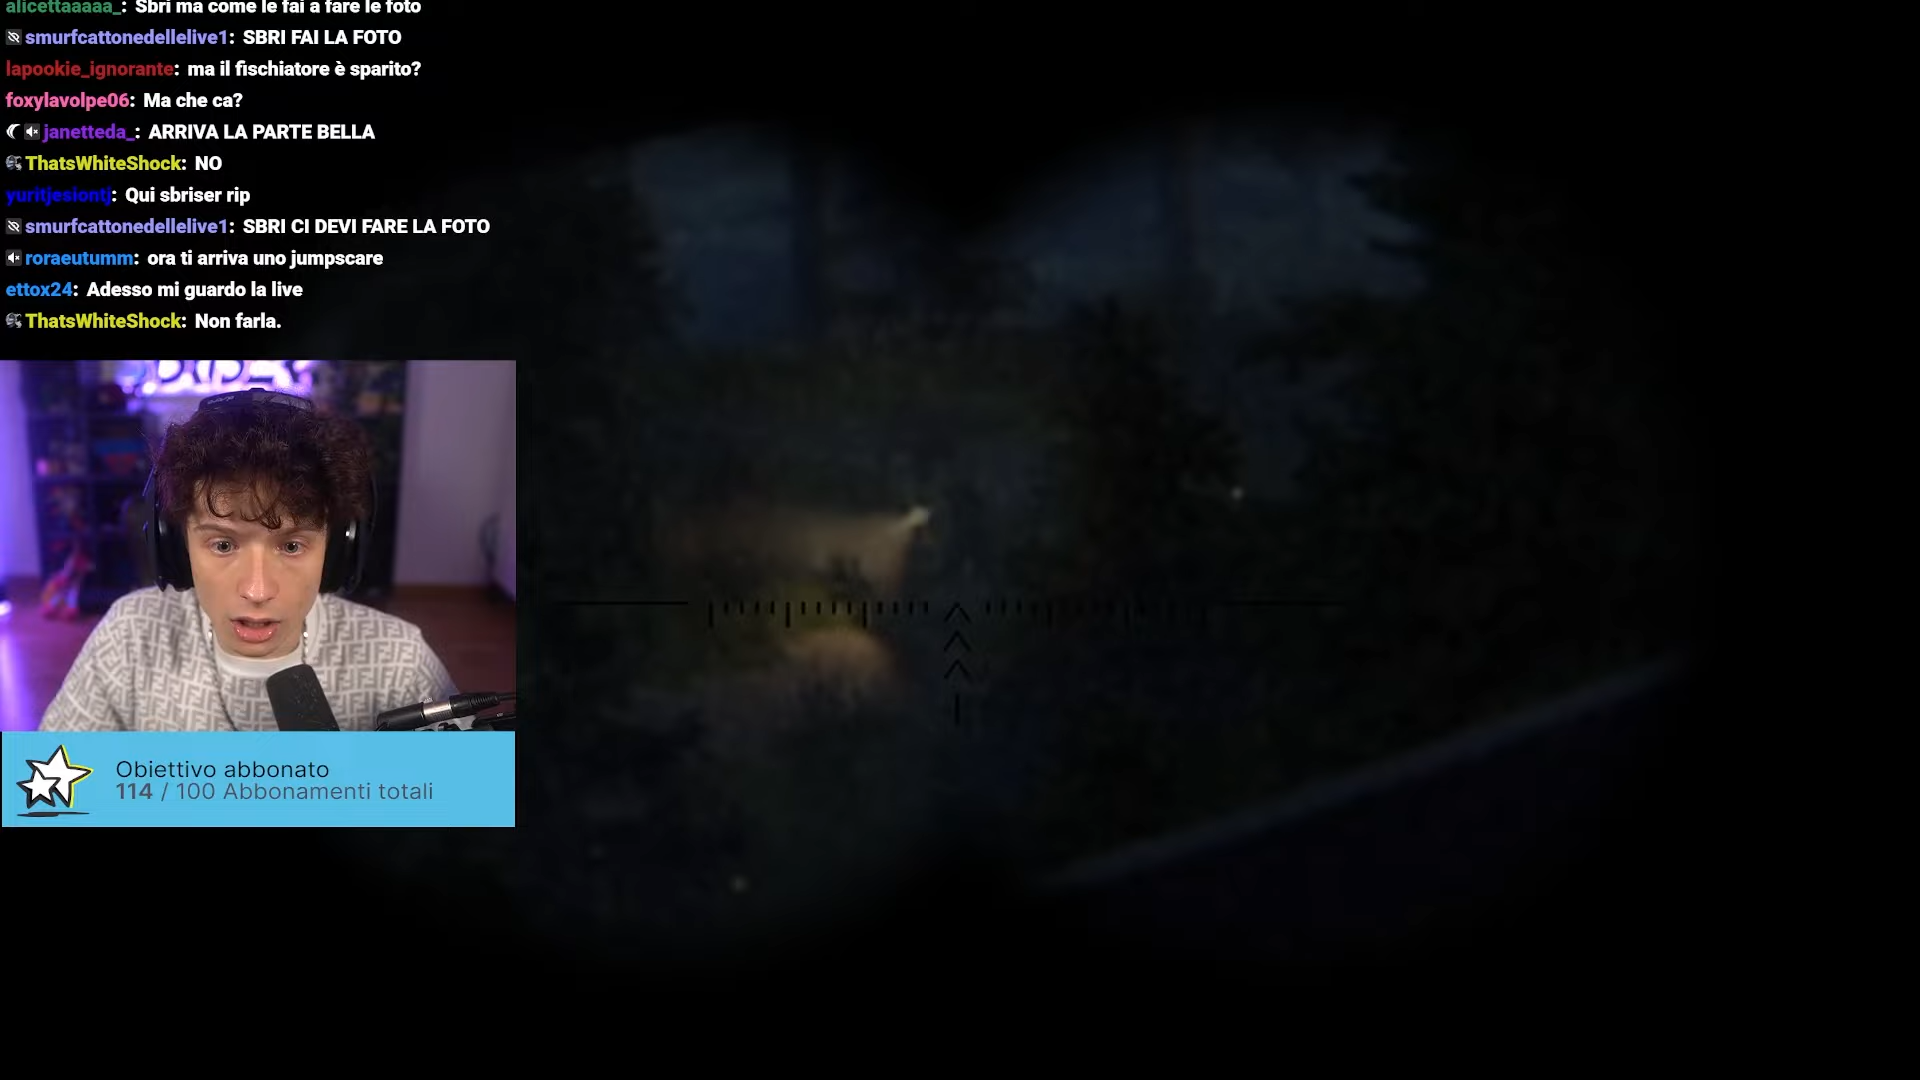 alicettaaaaa_: Sbri ma come le fai a fare le foto
smurfcattonedellelive1: SBRI FAI LA FOTO
lapookie_ignorante: ma il fischiatore è sparito?
foxylavolpe06: Ma che ca?
janetteda_: ARRIVA LA PARTE BELLA
ThatsWhiteShock: NO
yuritjesiontj: Qui sbriser rip
smurfcattonedellelive1: SBRI CI DEVI FARE LA FOTO
roraeutumm: ora ti arriva uno jumpscare
ettox24: Adesso mi guardo la live
ThatsWhiteShock: Non farla.
Obiettivo abbonato
114 / 100 Abbonamenti totali